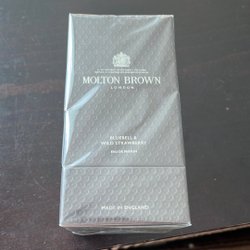 MOLTON BROWN
LONDON
BLUEBELL &
WILD STRAWBERRY
EAU DE PARFUM
MADE IN ENGLAND